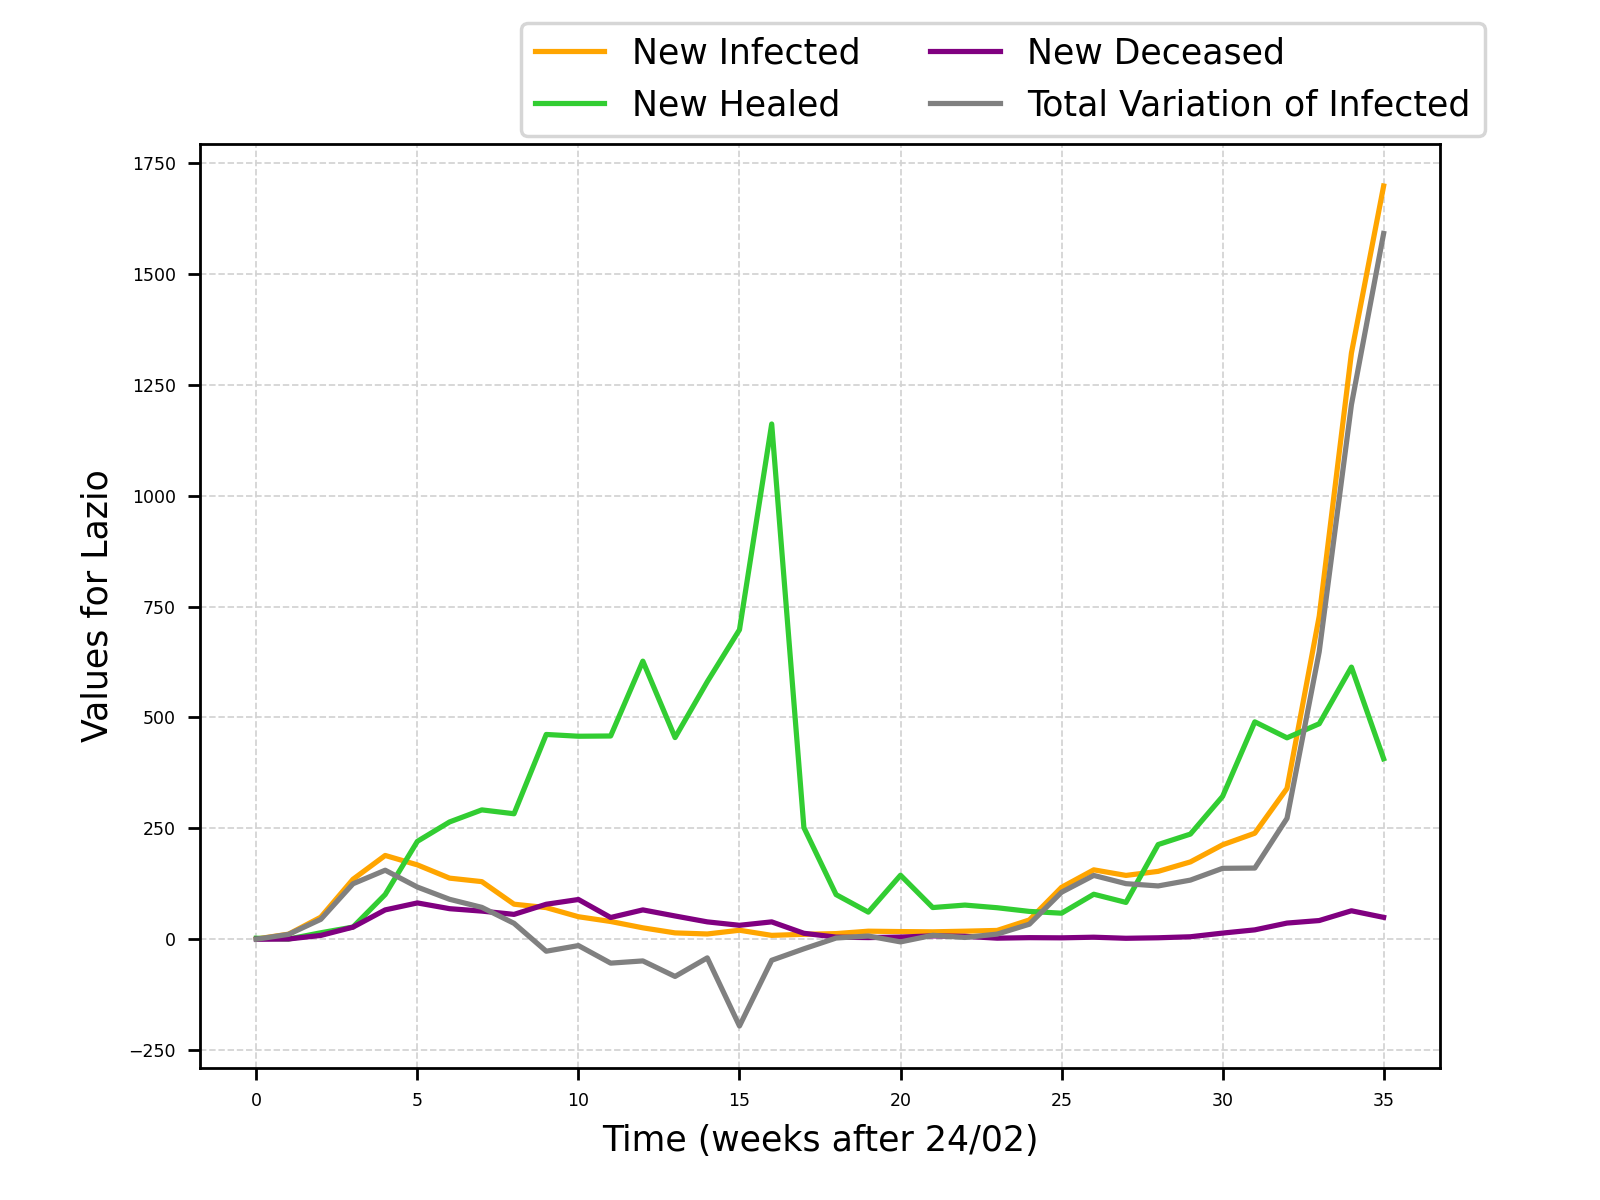 New Infected
New Healed
New Deceased
Total Variation of Infected
1750
1500
1250
1000
750
500
250
0
−250
Values for Lazio
0 5 10 15 20 25 30 35
Time (weeks after 24/02)